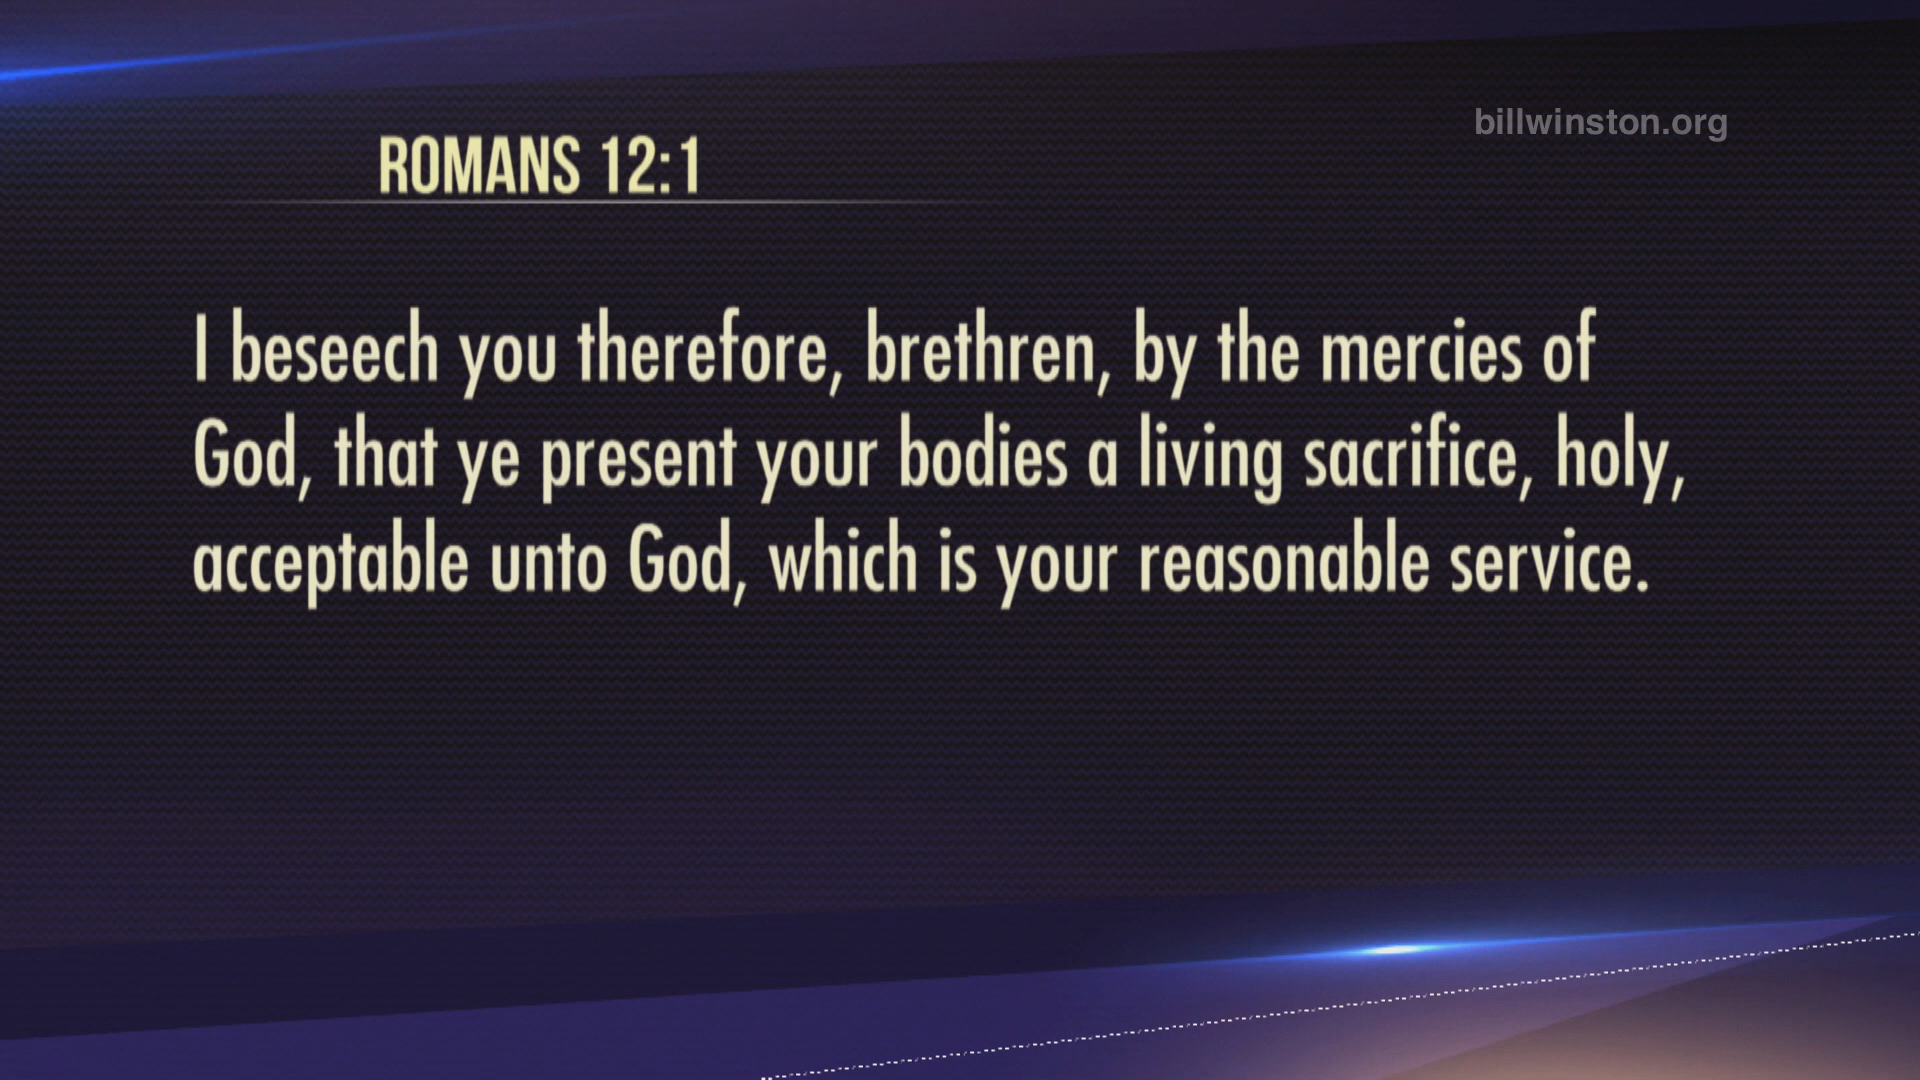 billwinston.org
ROMANS 12:1
I beseech you therefore, brethren, by the mercies of
God, that ye present your bodies a living sacrifice, holy,
acceptable unto God, which is your reasonable service.